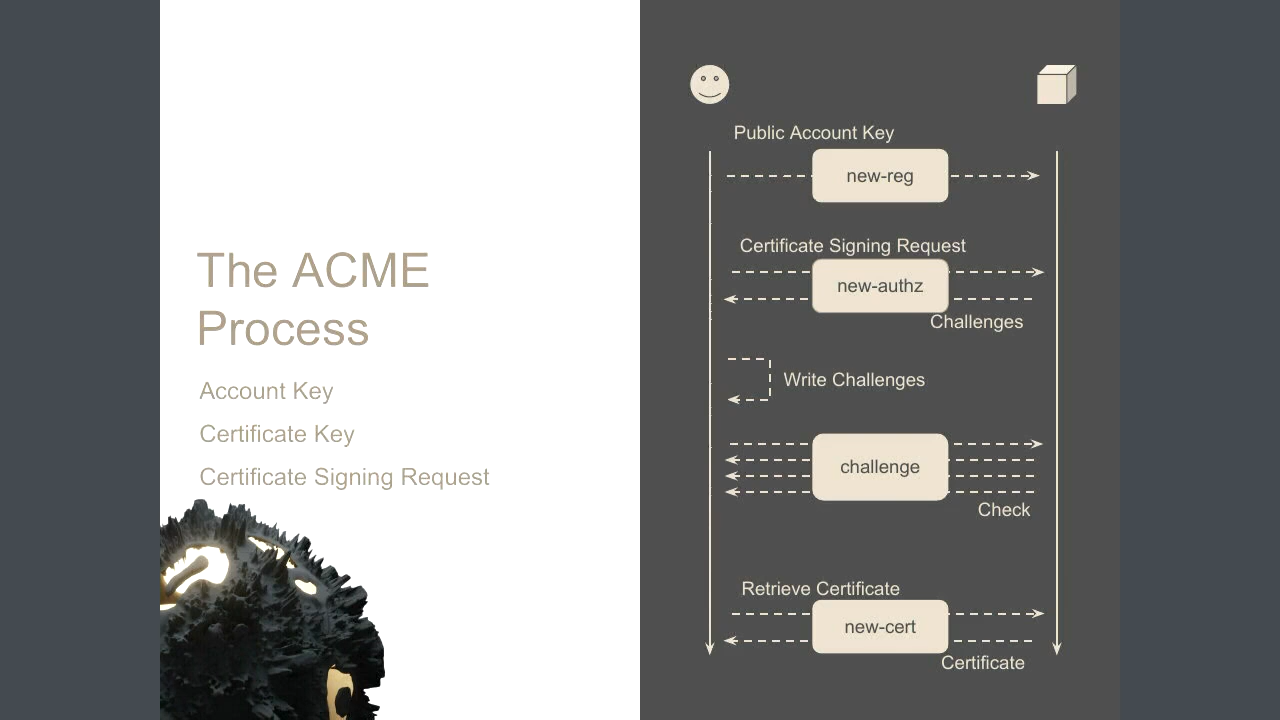 The ACME
Process
Account Key
Certificate Key
Certificate Signing Request
Public Account Key
new-reg
Certificate Signing Request
new-authz
Challenges
Write Challenges
challenge
Check
Retrieve Certificate
new-cert
Certificate